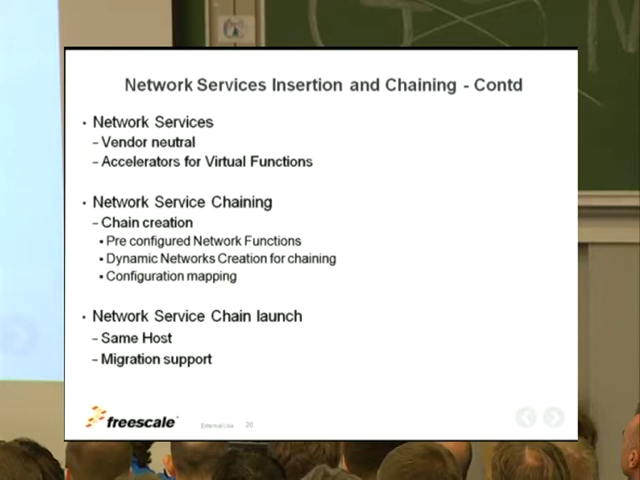 Network Services Insertion and Chaining - Contd
• Network Services
– Vendor neutral
– Accelerators for Virtual Functions
• Network Service Chaining
– Chain creation
▪ Pre configured Network Functions
▪ Dynamic Networks Creation for chaining
▪ Configuration mapping
• Network Service Chain launch
– Same Host
– Migration support
freescale
External Use 20